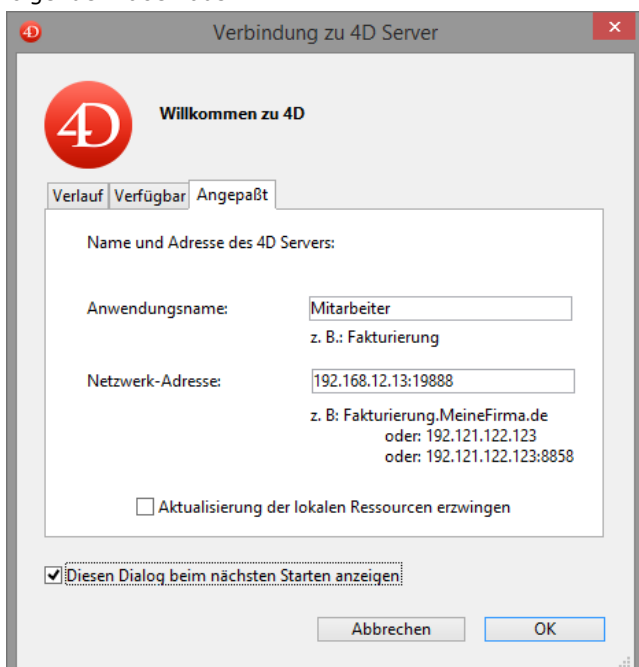 Verbindung zu 4D Server
Willkommen zu 4D
Verlauf Verfügbar Angepaßt
Name und Adresse des 4D Servers:
Anwendungsname: Mitarbeiter
z. B.: Fakturierung
Netzwerk-Adresse: 192.168.12.13:19888
z. B: Fakturierung.MeineFirma.de
oder: 192.121.122.123
oder: 192.121.122.123:8858
Aktualisierung der lokalen Ressourcen erzwingen
Diesen Dialog beim nächsten Starten anzeigen
Abbrechen OK